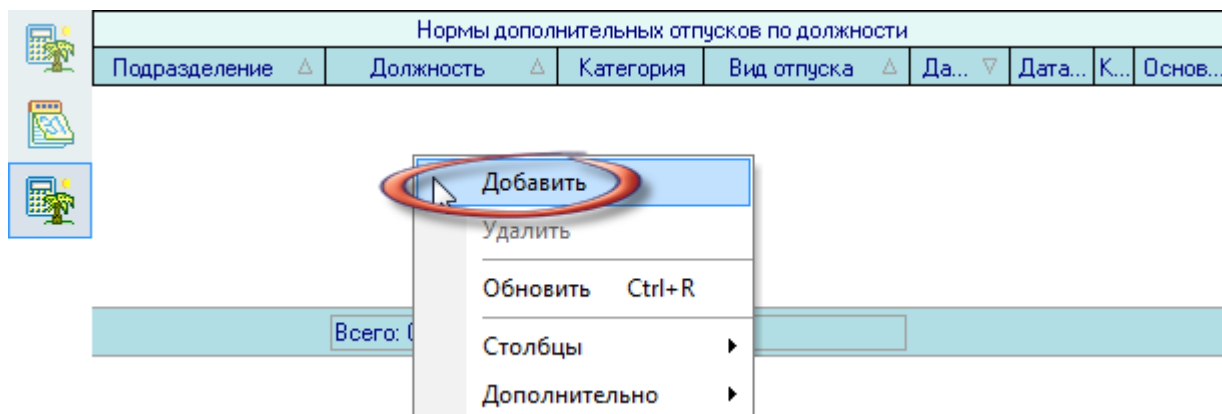 Нормы дополнительных отпусков по должности
Подразделение Должность Категория Вид отпуска Да... Дата... К... Основ...
Добавить
Удалить
Обновить Ctrl+R
Всего: 
Столбцы
Дополнительно